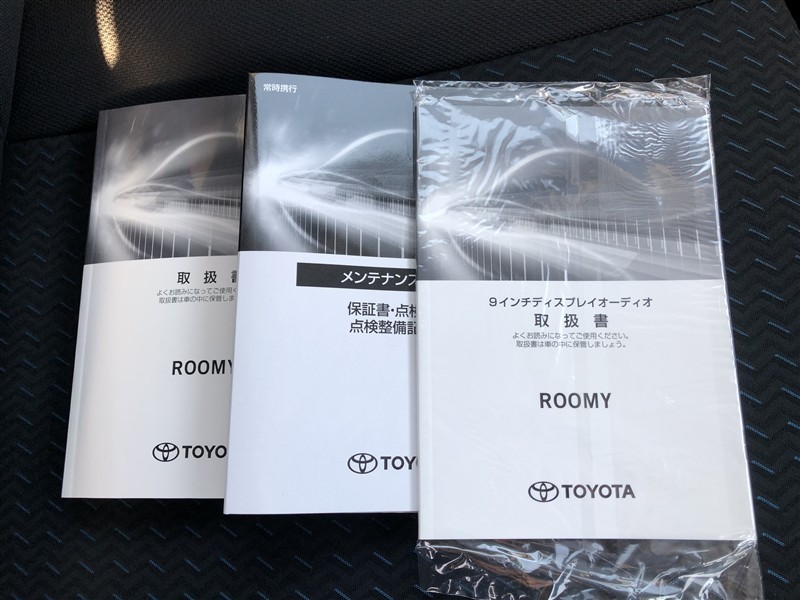 取扱書
よくお読みになってご使用く
取扱書は車の中に保管しま
ROOMY
TOYO
常時携行
メンテナンス
保証書・点検
点検整備記
TOY
9インチディスプレイオーディオ
取扱書
よくお読みになってご使用ください。
取扱書は車の中に保管しましょう。
ROOMY
TOYOTA